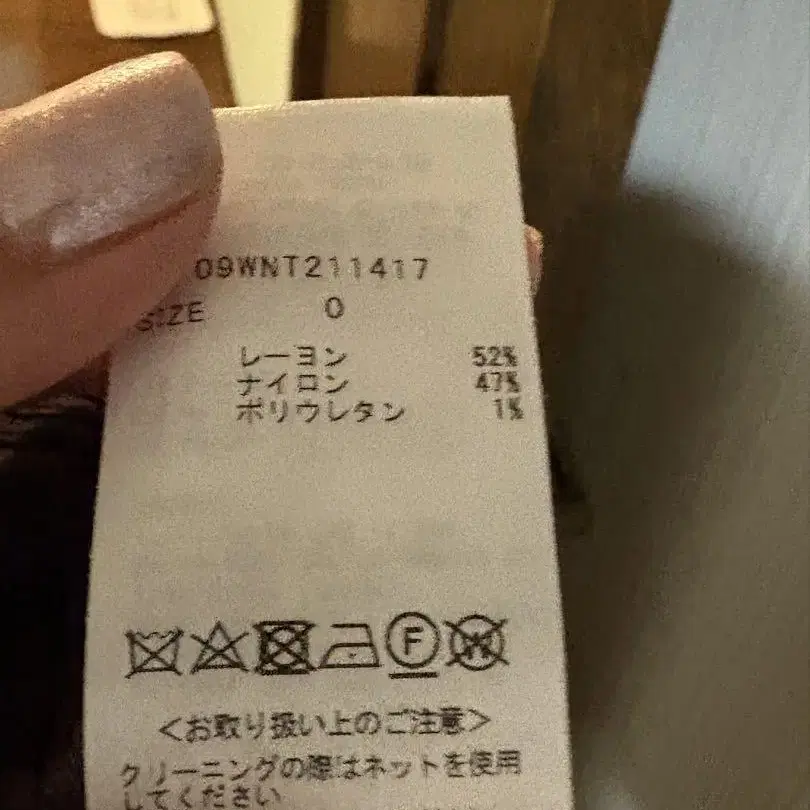 09WNT211417
SIZE 0
レーヨン 52%
ナイロン 47%
ポリウレタン 1%
F W
<お取り扱い上のご注意>
クリーニングの際はネットを使用
してください